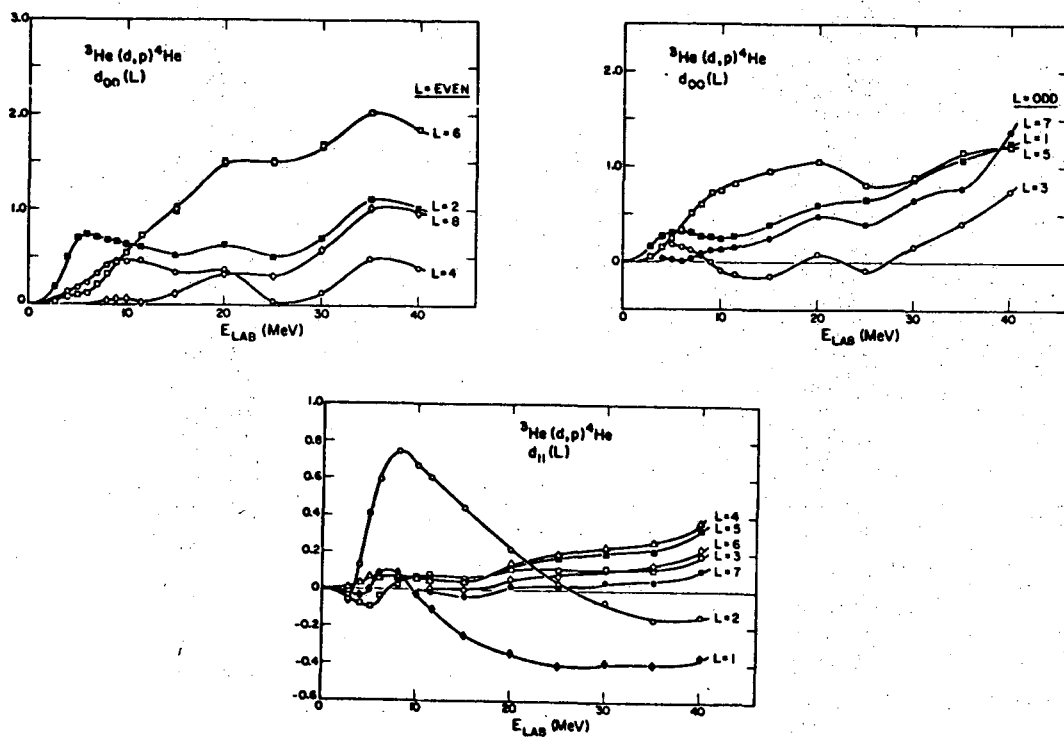 3.0
2.0
1.0
0
³He(d,p)⁴He
d₀₀(L)
L=EVEN
L=6
L=2
L=8
L=4
0 10 20 30 40
E_LAB (MeV)
2.0
1.0
0
³He(d,p)⁴He
d₀₀(L)
L=ODD
L=7
L=1
L=5
L=3
0 10 20 30 40
E_LAB (MeV)
1.0
0.8
0.6
0.4
0.2
0
-0.2
-0.4
-0.6
³He(d,p)⁴He
d₁₁(L)
L=4
L=5
L=6
L=3
L=7
L=2
L=1
0 10 20 30 40
E_LAB (MeV)